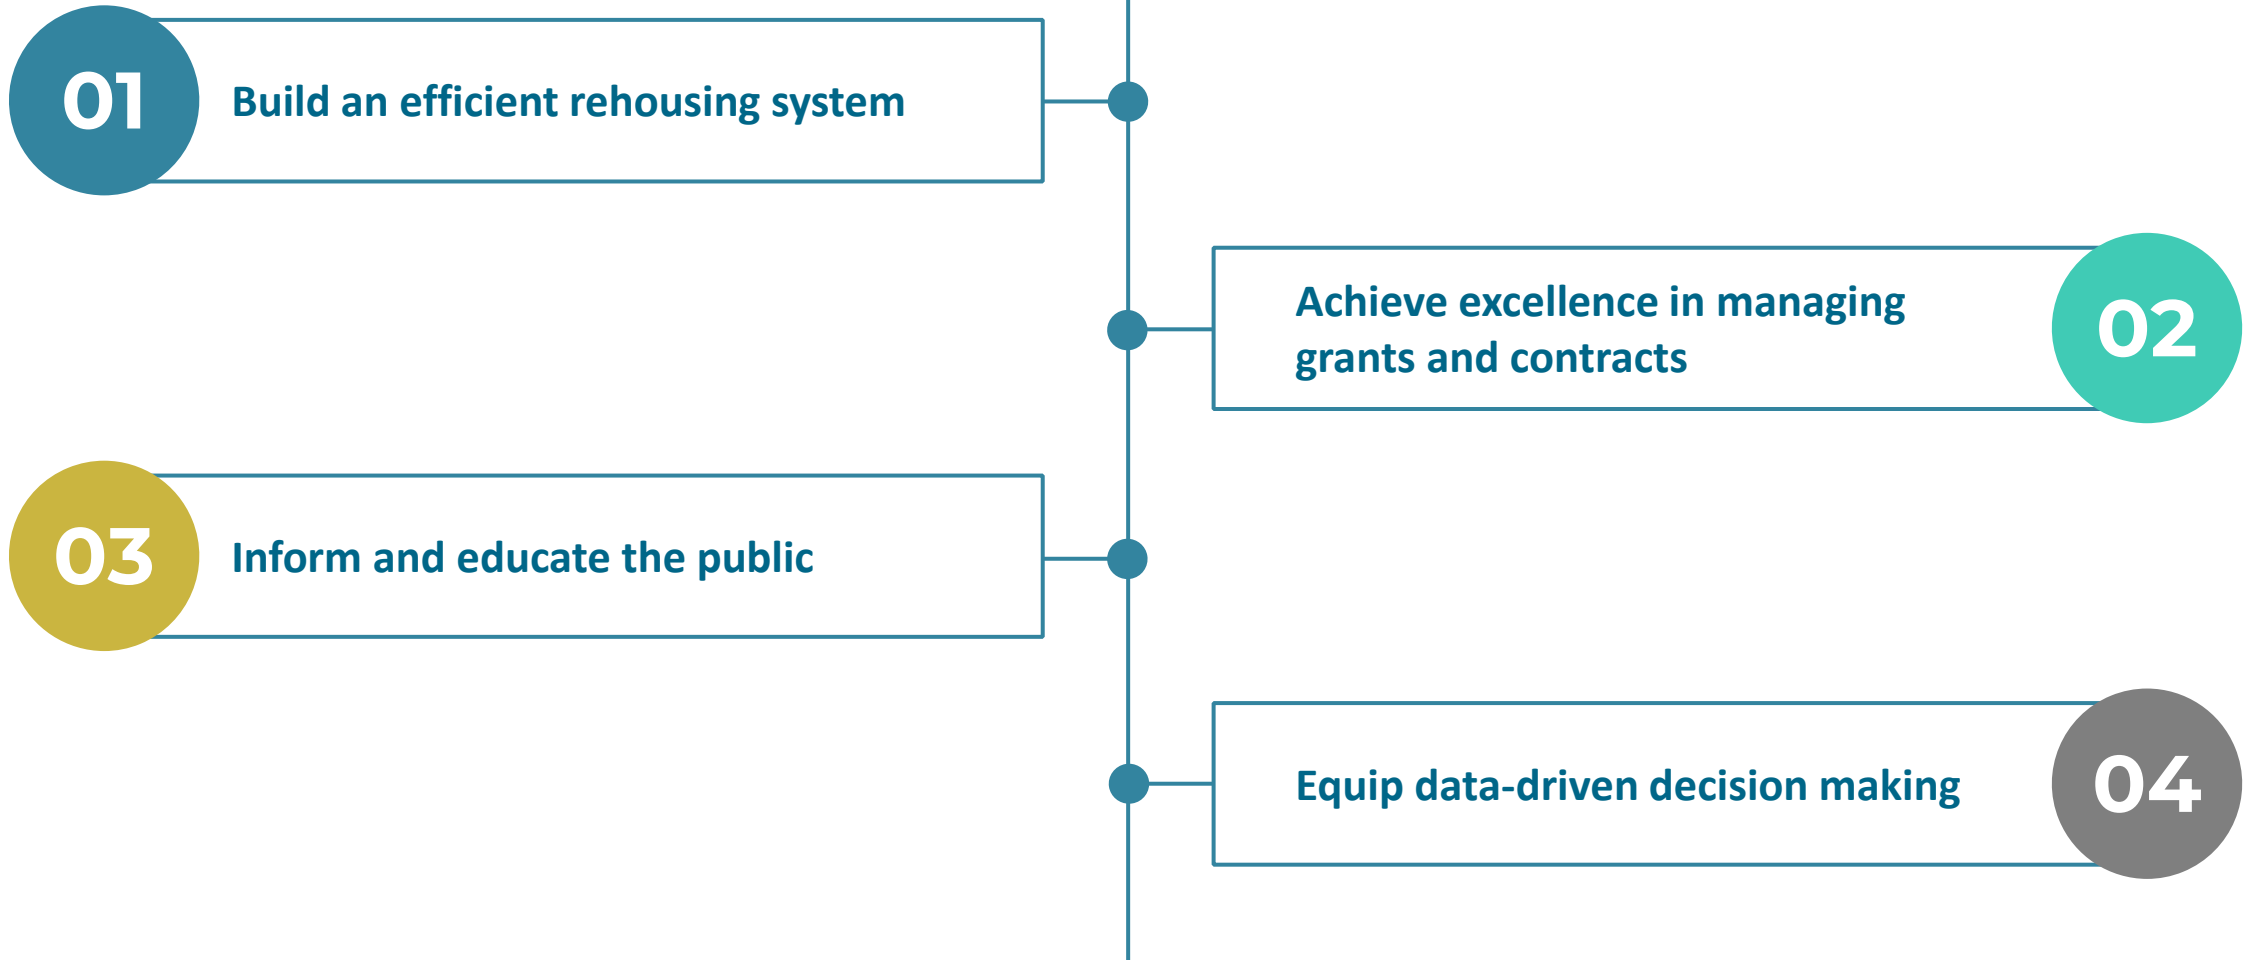 01
Build an efficient rehousing system
Achieve excellence in managing
grants and contracts
02
03
Inform and educate the public
Equip data-driven decision making
04